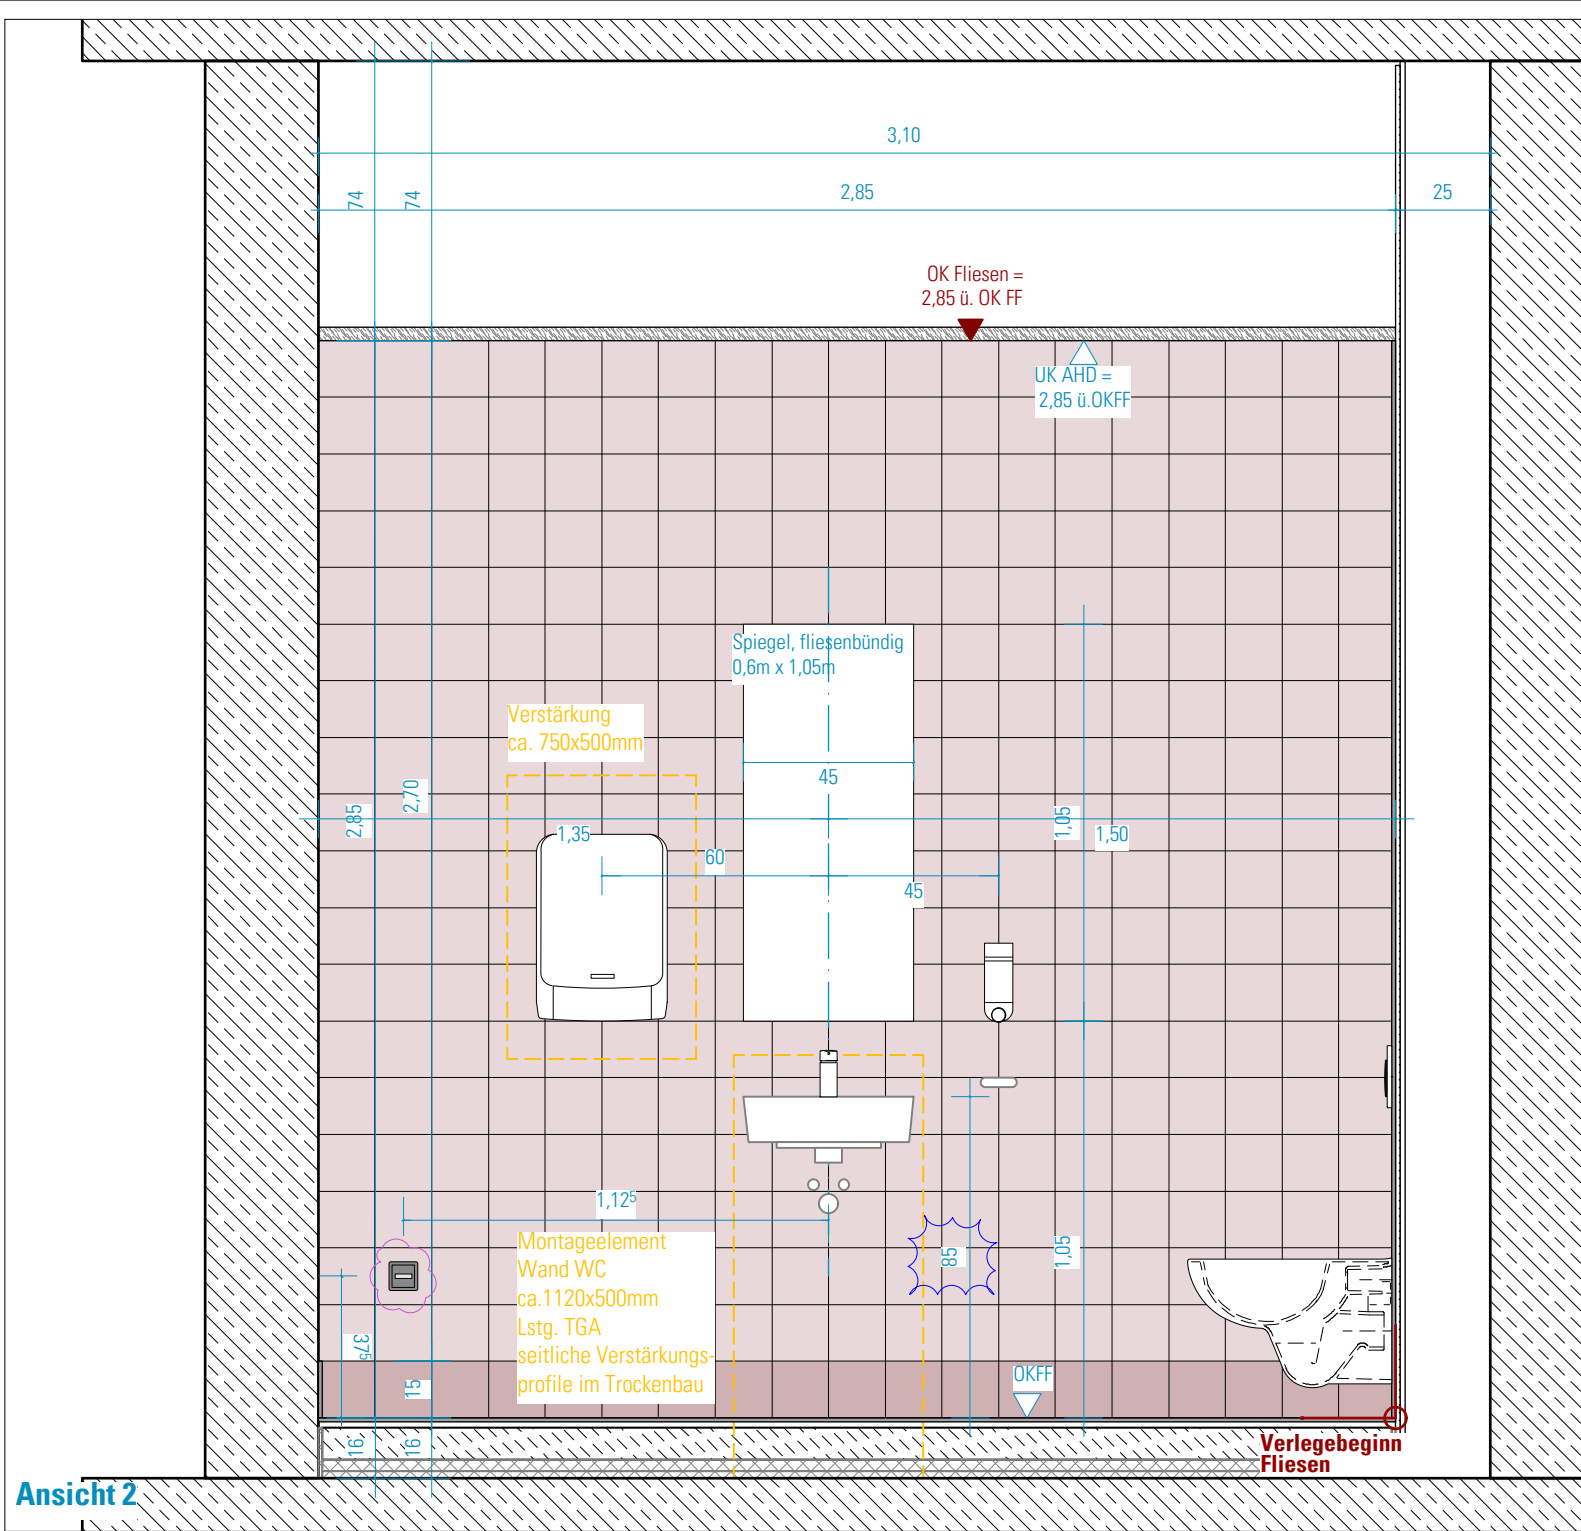 3,10
74
74
2,85
25
OK Fliesen =
2,85 ü. OK FF
UK AHD =
2,85 ü.OKFF
Spiegel, fliesenbündig
0,6m x 1,05m
Verstärkung
ca. 750x500mm
45
2,85
2,70
1,35
60
45
1,05
1,50
1,12⁵
Montageelement
Wand WC
ca.1120x500mm
Lstg. TGA
seitliche Verstärkungs-
profile im Trockenbau
85
1,05
37⁵
15
OKFF
16
16
Verlegebeginn
Fliesen
Ansicht 2